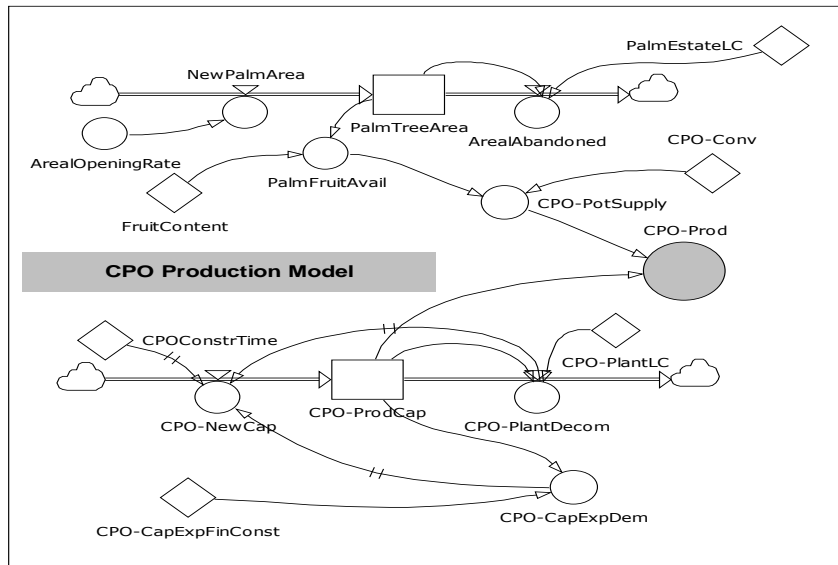 PalmEstateLC
NewPalmArea
PalmTreeArea
ArealAbandoned
ArealOpeningRate
CPO-Conv
PalmFruitAvail
FruitContent
CPO-PotSupply
CPO-Prod
CPO Production Model
CPOConstrTime
CPO-PlantLC
CPO-NewCap
CPO-ProdCap
CPO-PlantDecom
CPO-CapExpFinConst
CPO-CapExpDem